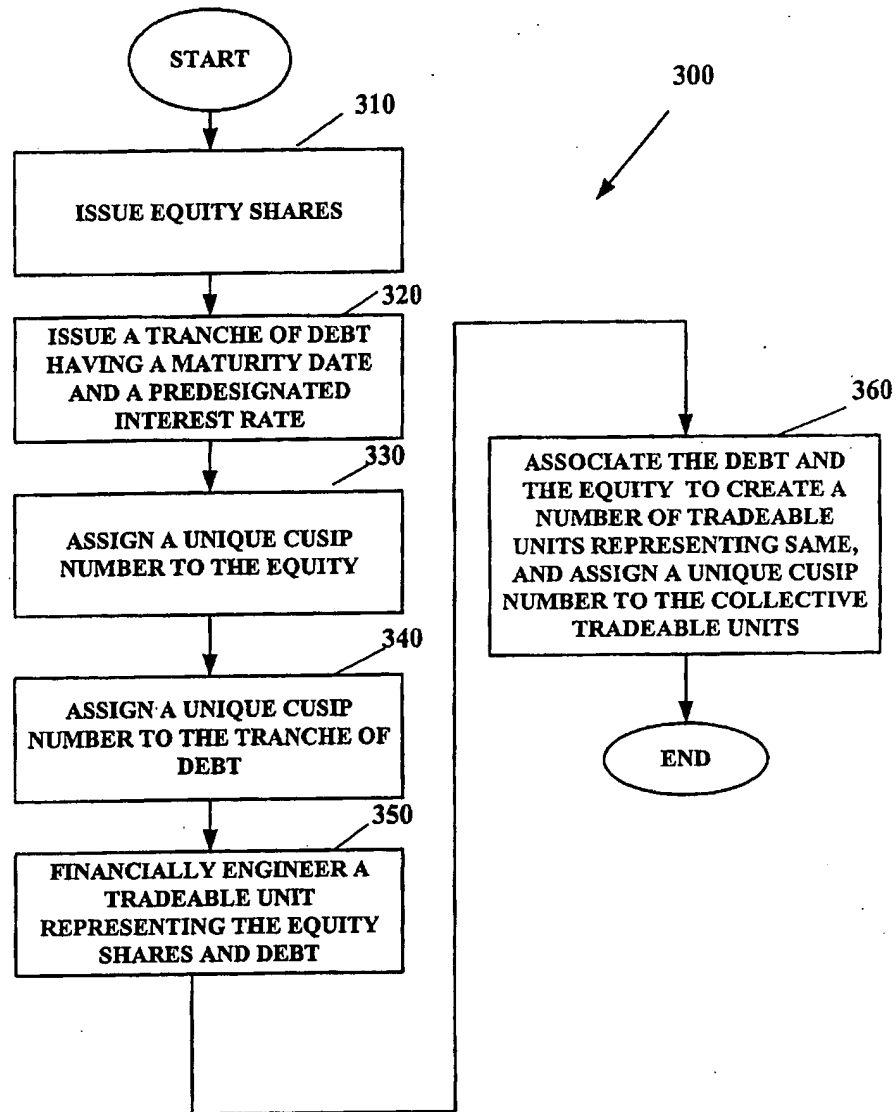 START
300
310
ISSUE EQUITY SHARES
320
ISSUE A TRANCHE OF DEBT
HAVING A MATURITY DATE
AND A PREDESIGNATED
INTEREST RATE
330
ASSIGN A UNIQUE CUSIP
NUMBER TO THE EQUITY
340
ASSIGN A UNIQUE CUSIP
NUMBER TO THE TRANCHE OF
DEBT
350
FINANCIALLY ENGINEER A
TRADEABLE UNIT
REPRESENTING THE EQUITY
SHARES AND DEBT
360
ASSOCIATE THE DEBT AND
THE EQUITY TO CREATE A
NUMBER OF TRADEABLE
UNITS REPRESENTING SAME,
AND ASSIGN A UNIQUE CUSIP
NUMBER TO THE COLLECTIVE
TRADEABLE UNITS.
END